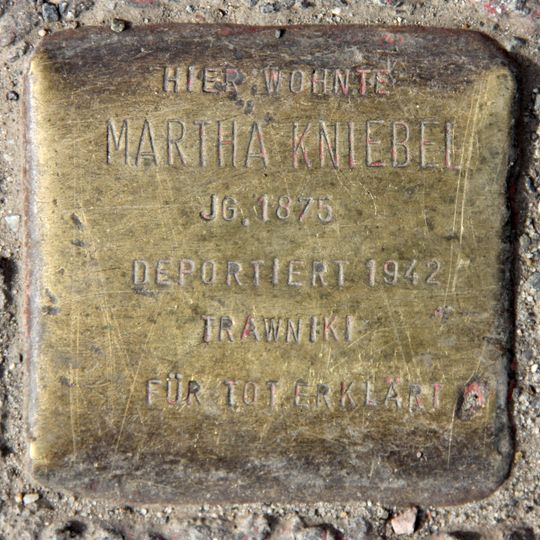 HIER WOHNTE
MARTHA KNIEBEL
JG. 1875
DEPORTIERT 1942
TRAWNIKI
FÜR TOT ERKLÄRT